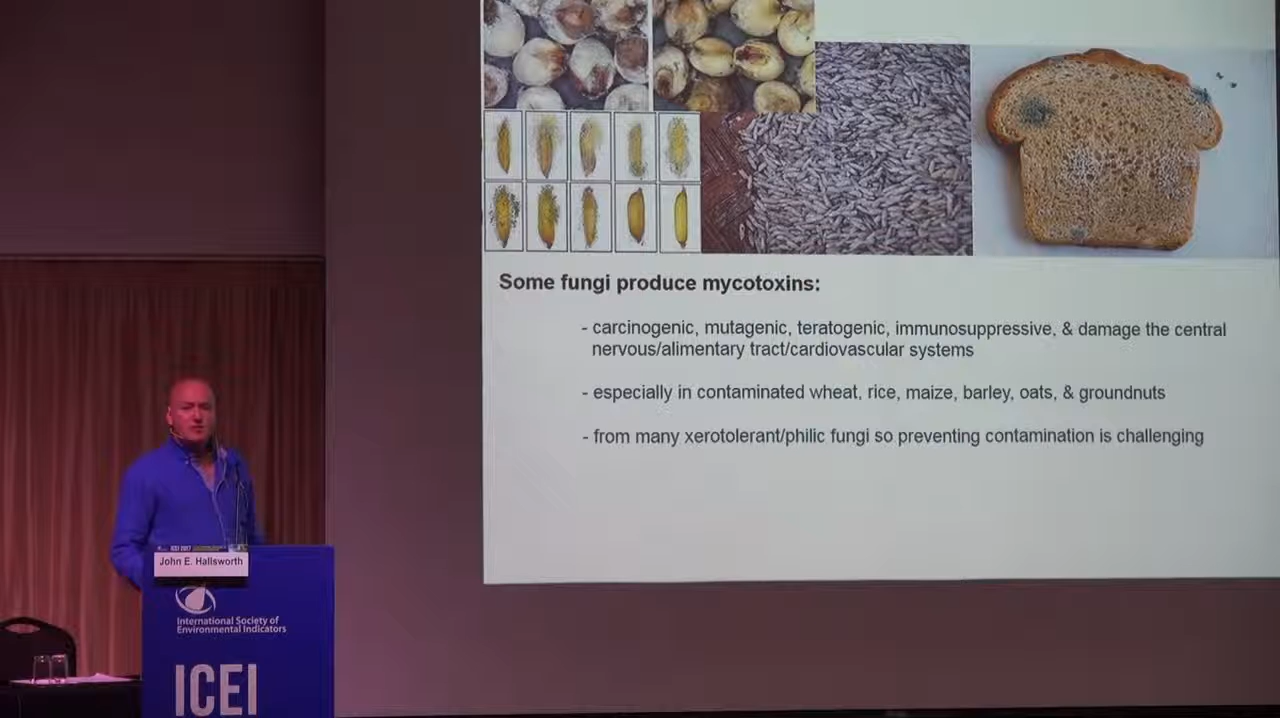 Some fungi produce mycotoxins:
- carcinogenic, mutagenic, teratogenic, immunosuppressive, & damage the central
nervous/alimentary tract/cardiovascular systems
- especially in contaminated wheat, rice, maize, barley, oats, & groundnuts
- from many xerotolerant/philic fungi so preventing contamination is challenging
ICEI 2017
John E. Hallsworth
International Society of
Environmental Indicators
ICEI